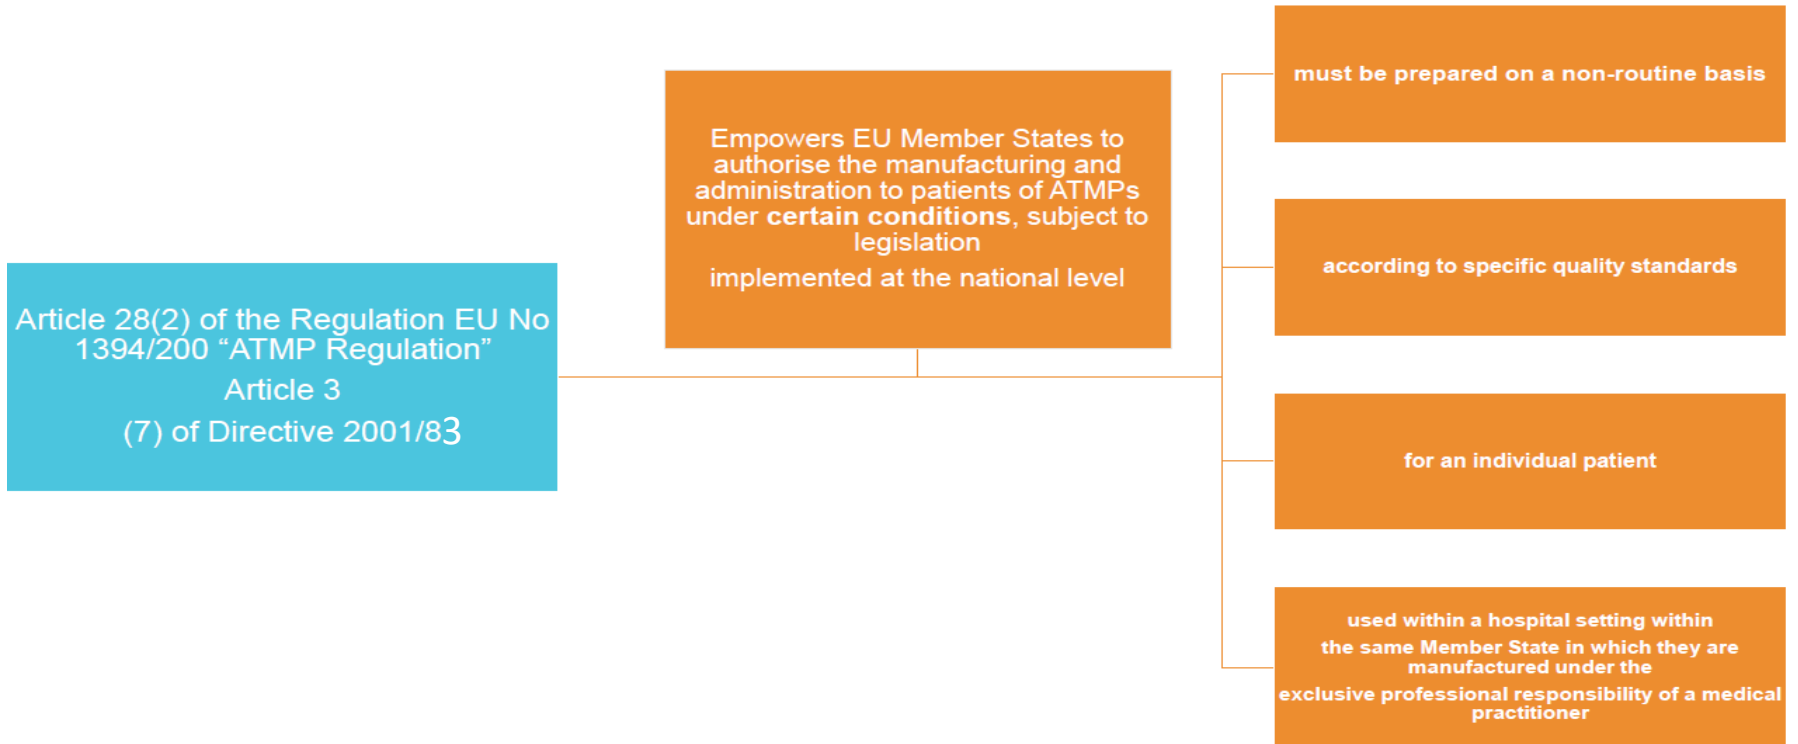 Article 28(2) of the Regulation EU No
1394/200 “ATMP Regulation”
Article 3
(7) of Directive 2001/83
Empowers EU Member States to
authorise the manufacturing and
administration to patients of ATMPs
under certain conditions, subject to
legislation
implemented at the national level
must be prepared on a non-routine basis
according to specific quality standards
for an individual patient
used within a hospital setting within
the same Member State in which they are
manufactured under the
exclusive professional responsibility of a medical
practitioner